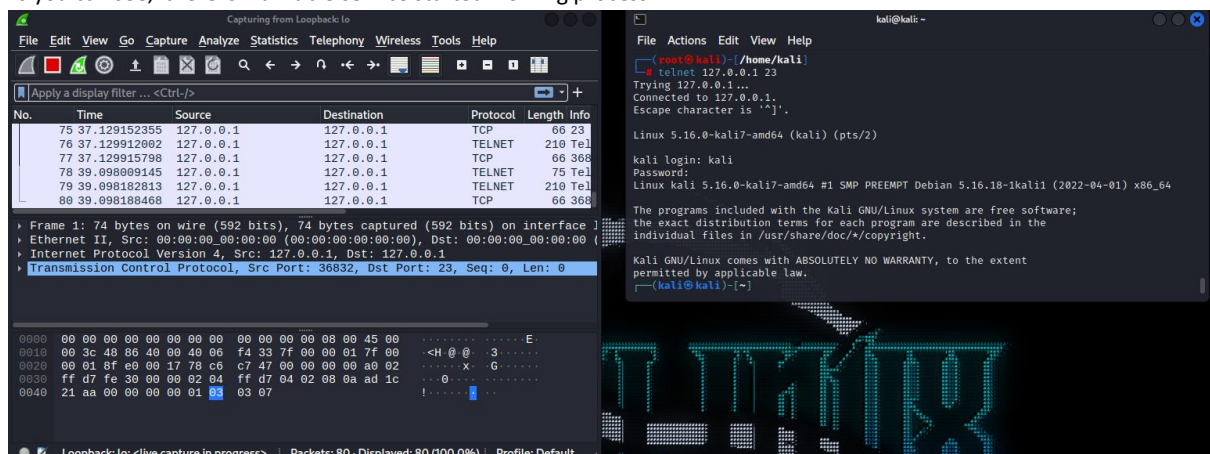 Capturing from Loopback: lo
File Edit View Go Capture Analyze Statistics Telephony Wireless Tools Help
Apply a display filter ... <Ctrl-/>
No. Time Source Destination Protocol Length Info
75 37.129152355 127.0.0.1 127.0.0.1 TCP 66 23
76 37.129912002 127.0.0.1 127.0.0.1 TELNET 210 Tel
77 37.129915798 127.0.0.1 127.0.0.1 TCP 66 368
78 39.098009145 127.0.0.1 127.0.0.1 TELNET 75 Tel
79 39.098182813 127.0.0.1 127.0.0.1 TELNET 210 Tel
80 39.098188468 127.0.0.1 127.0.0.1 TCP 66 368
Frame 1: 74 bytes on wire (592 bits), 74 bytes captured (592 bits) on interface
Ethernet II, Src: 00:00:00_00:00:00 (00:00:00:00:00:00), Dst: 00:00:00_00:00:00 (
Internet Protocol Version 4, Src: 127.0.0.1, Dst: 127.0.0.1
Transmission Control Protocol, Src Port: 36832, Dst Port: 23, Seq: 0, Len: 0
0000 00 00 00 00 00 00 00 00 00 00 00 00 08 00 45 00 ········ ······E·
0010 00 3c 48 86 40 00 40 06 f4 33 7f 00 00 01 7f 00 ·<H·@·@· ·3······
0020 00 01 8f e0 00 17 78 c6 c7 47 00 00 00 00 a0 02 ······x· ·G······
0030 ff d7 fe 30 00 00 02 04 ff d7 04 02 08 0a ad 1c ···0···· ········
0040 21 aa 00 00 00 00 01 03 03 07 !······· ··
Loopback: lo: <live capture in progress> Packets: 80 · Displayed: 80 (100.0%) Profile: Default
kali@kali: ~
File Actions Edit View Help
(root㉿kali)-[/home/kali]
# telnet 127.0.0.1 23
Trying 127.0.0.1...
Connected to 127.0.0.1.
Escape character is '^]'.
Linux 5.16.0-kali7-amd64 (kali) (pts/2)
kali login: kali
Password:
Linux kali 5.16.0-kali7-amd64 #1 SMP PREEMPT Debian 5.16.18-1kali1 (2022-04-01) x86_64
The programs included with the Kali GNU/Linux system are free software;
the exact distribution terms for each program are described in the
individual files in /usr/share/doc/*/copyright.
Kali GNU/Linux comes with ABSOLUTELY NO WARRANTY, to the extent
permitted by applicable law.
(kali㉿kali)-[~]